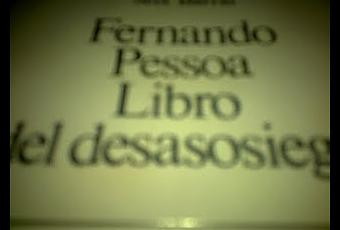 Fernando
Pessoa
Libro
del desasosieg